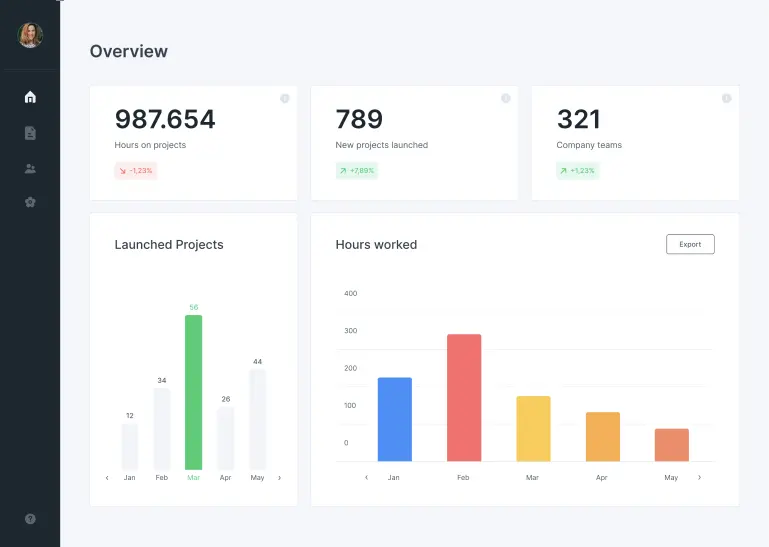 Overview
987.654
Hours on projects
-1,23%
789
New projects launched
+7,89%
321
Company teams
+1,23%
Launched Projects
56
44
34
26
12
Jan Feb Mar Apr May
Hours worked
Export
400
300
200
100
0
Jan Feb Mar Apr May